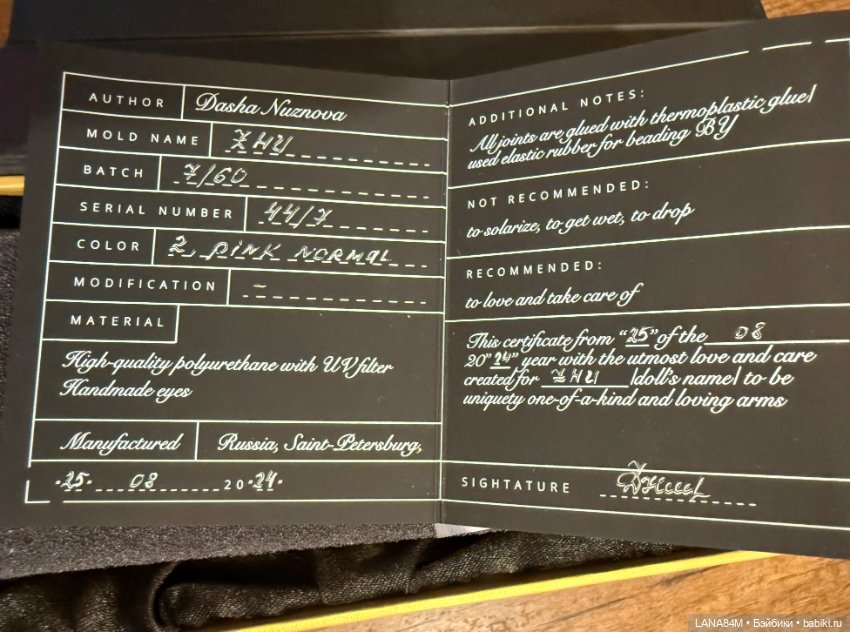 AUTHOR Dasha Nuznova
MOLD NAME ZHU
BATCH 7/60
SERIAL NUMBER 44/7
COLOR 2, PINK NORMAL
MODIFICATION -
MATERIAL
High-quality polyurethane with UV filter
Handmade eyes
Manufactured Russia, Saint-Petersburg,
25 08 2024
ADDITIONAL NOTES:
All joints are glued with thermoplastic glue/
used elastic rubber for beading BY
NOT RECOMMENDED:
to solarize, to get wet, to drop
RECOMMENDED:
to love and take care of
This certificate from "25" of the 08
20"24" year with the utmost love and care
created for ZHU /doll's name/ to be
uniquety one-of-a-kind and loving arms
SIGHTATURE
LANA84M • Бэйбики • babiki.ru